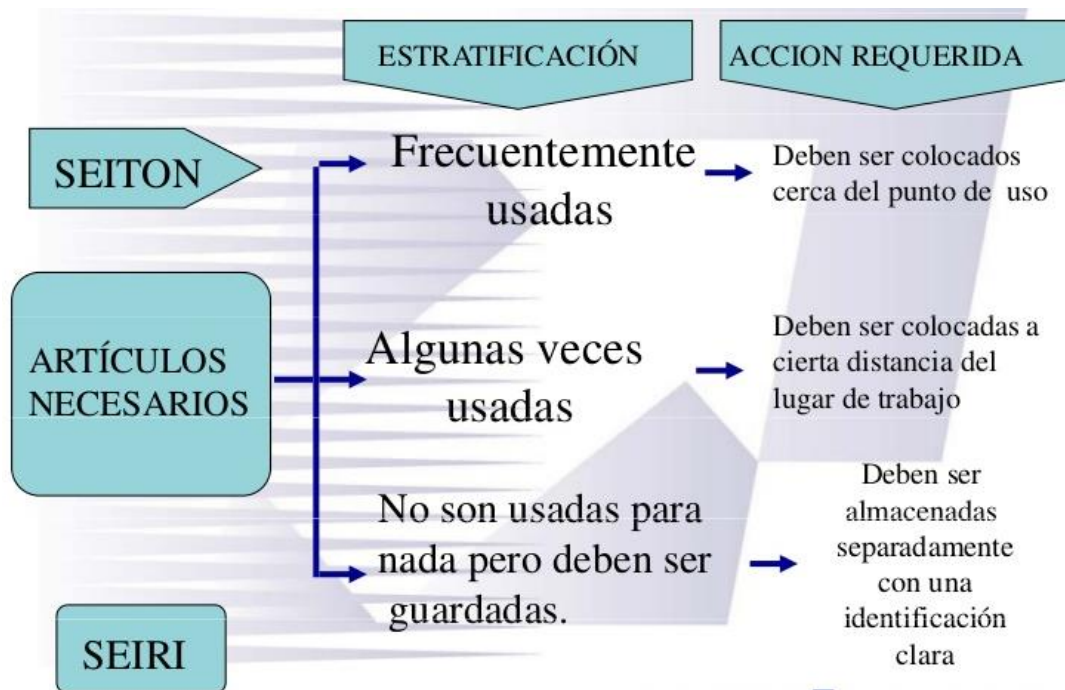 ESTRATIFICACIÓN
ACCION REQUERIDA
SEITON
Frecuentemente
usadas
Deben ser colocados
cerca del punto de uso
ARTÍCULOS
NECESARIOS
Algunas veces
usadas
Deben ser colocadas a
cierta distancia del
lugar de trabajo
No son usadas para
nada pero deben ser
guardadas.
Deben ser
almacenadas
separadamente
con una
identificación
clara
SEIRI